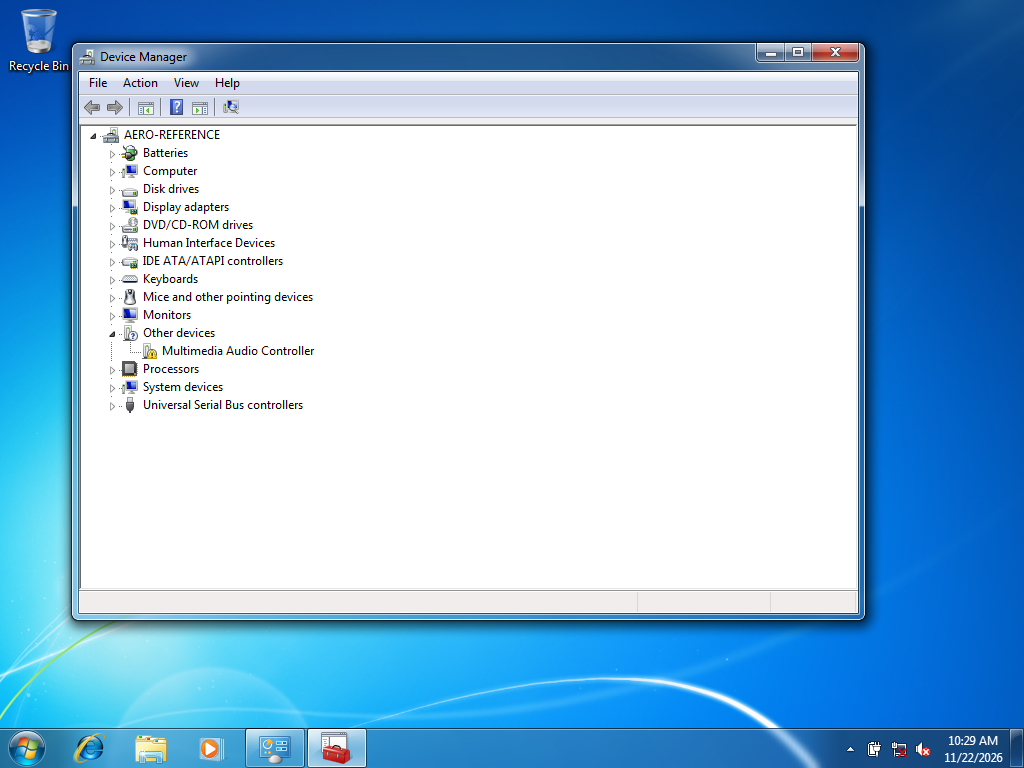 Recycle Bin
Device Manager
File Action View Help
AERO-REFERENCE
Batteries
Computer
Disk drives
Display adapters
DVD/CD-ROM drives
Human Interface Devices
IDE ATA/ATAPI controllers
Keyboards
Mice and other pointing devices
Monitors
Other devices
Multimedia Audio Controller
Processors
System devices
Universal Serial Bus controllers
10:29 AM
11/22/2026